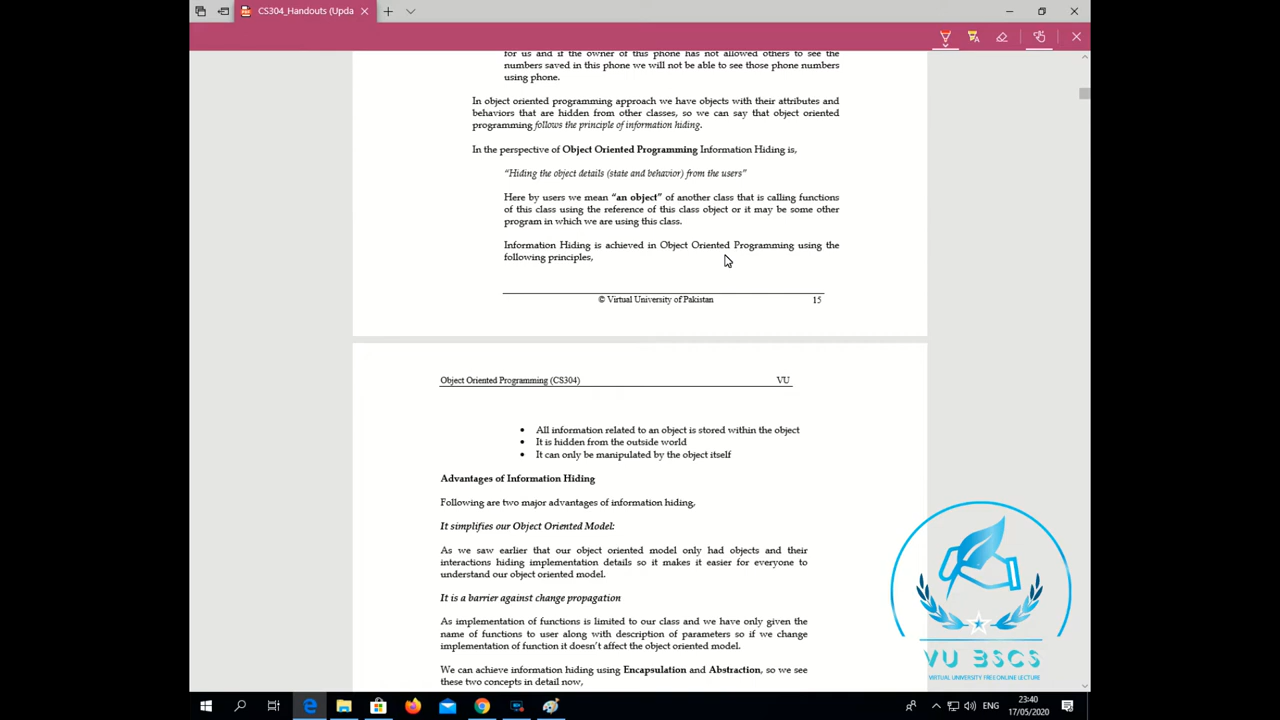 CS304_Handouts (Upda
for us and if the owner of this phone has not allowed others to see the
numbers saved in this phone we will not be able to see those phone numbers
using phone.
In object oriented programming approach we have objects with their attributes and
behaviors that are hidden from other classes, so we can say that object oriented
programming follows the principle of information hiding.
In the perspective of Object Oriented Programming Information Hiding is,
“Hiding the object details (state and behavior) from the users”
Here by users we mean “an object” of another class that is calling functions
of this class using the reference of this class object or it may be some other
program in which we are using this class.
Information Hiding is achieved in Object Oriented Programming using the
following principles,
© Virtual University of Pakistan 15
Object Oriented Programming (CS304) VU
• All information related to an object is stored within the object
• It is hidden from the outside world
• It can only be manipulated by the object itself
Advantages of Information Hiding
Following are two major advantages of information hiding,
It simplifies our Object Oriented Model:
As we saw earlier that our object oriented model only had objects and their
interactions hiding implementation details so it makes it easier for everyone to
understand our object oriented model.
It is a barrier against change propagation
As implementation of functions is limited to our class and we have only given the
name of functions to user along with description of parameters so if we change
implementation of function it doesn’t affect the object oriented model.
We can achieve information hiding using Encapsulation and Abstraction, so we see
these two concepts in detail now,
VU BSCS
VIRTUAL UNIVERSITY FREE ONLINE LECTURE
ENG
23:40
17/05/2020